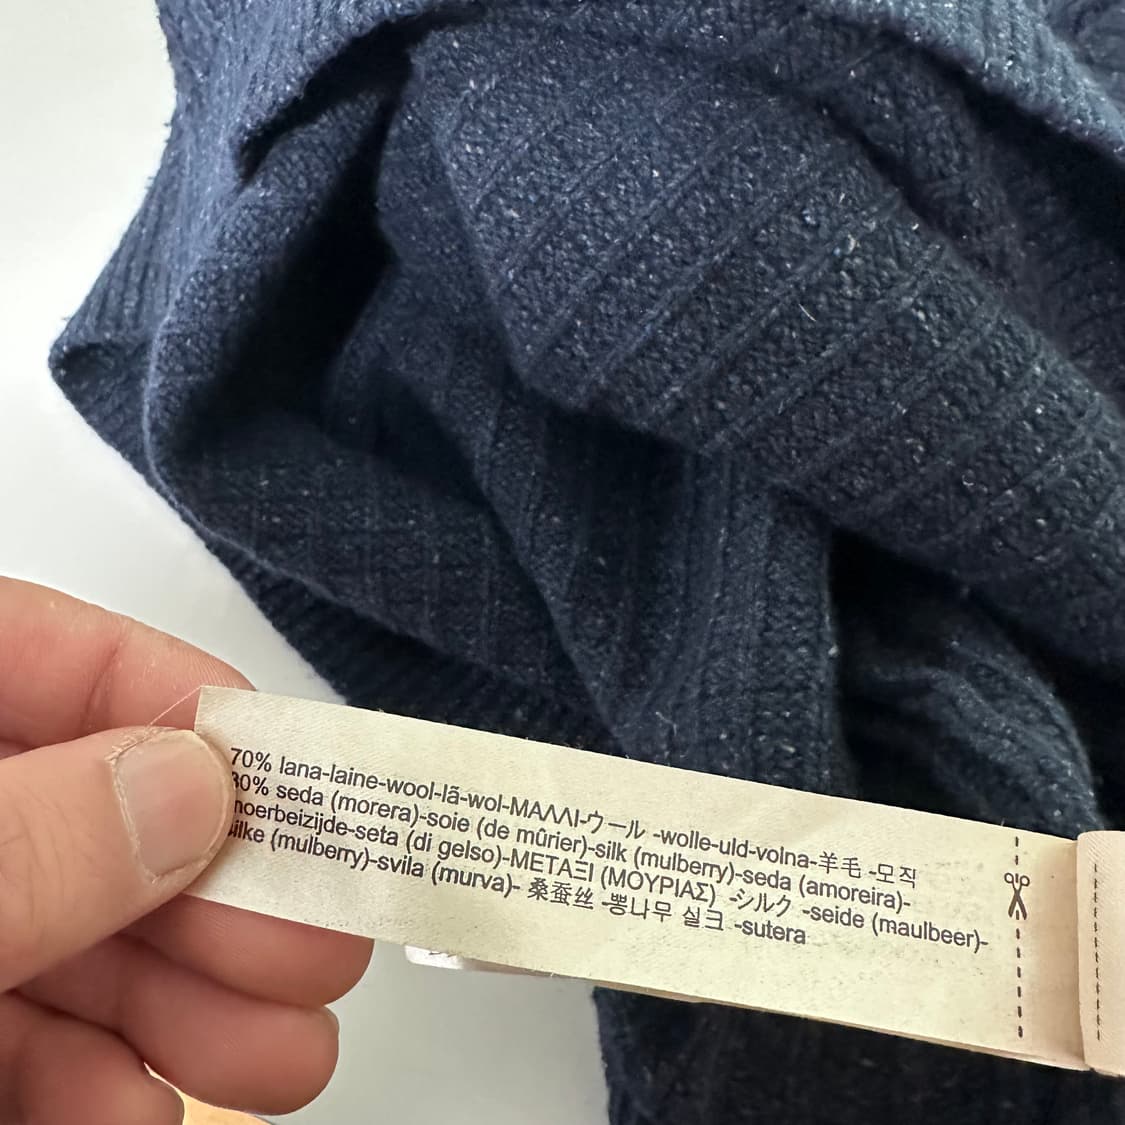 70% lana-laine-wool-lã-wol-ΜΑΛΛΙ-ウール -wolle-uld-volna-羊毛 -모직
30% seda (morera)-soie (de mûrier)-silk (mulberry)-seda (amoreira)-
moerbeizijde-seta (di gelso)-ΜΕΤΑΞΙ (ΜΟΥΡΙΑΣ) -シルク -seide (maulbeer)-
silke (mulberry)-svila (murva)- 桑蚕丝 -뽕나무 실크 -sutera